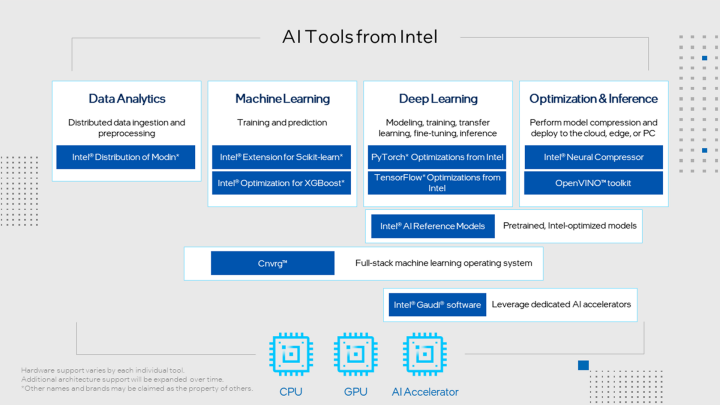 AI Tools from Intel
Data Analytics
Distributed data ingestion and
preprocessing
Intel® Distribution of Modin*
Machine Learning
Training and prediction
Intel® Extension for Scikit-learn*
Intel® Optimization for XGBoost*
Deep Learning
Modeling, training, transfer
learning, fine-tuning, inference
PyTorch* Optimizations from Intel
TensorFlow* Optimizations from
Intel
Optimization & Inference
Perform model compression and
deploy to the cloud, edge, or PC
Intel® Neural Compressor
OpenVINO™ toolkit
Intel® AI Reference Models
Pretrained, Intel-optimized models
Cnvrg™
Full-stack machine learning operating system
Intel® Gaudi® software
Leverage dedicated AI accelerators
CPU
GPU
AI Accelerator
Hardware support varies by each individual tool.
Additional architecture support will be expanded over time.
*Other names and brands may be claimed as the property of others.